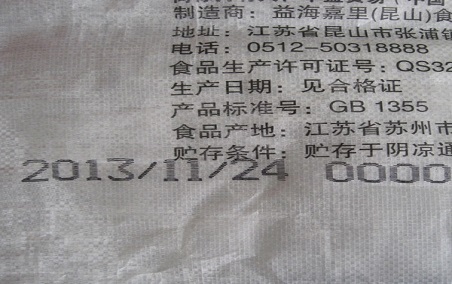 制造商：益海嘉里(昆山)食
地址：江苏省昆山市张浦镇
电话：0512-50318888
食品生产许可证号：QS32
生产日期：见合格证
产品标准号：GB 1355
食品产地：江苏省苏州市
贮存条件：贮存于阴凉通
2013/11/24 0000